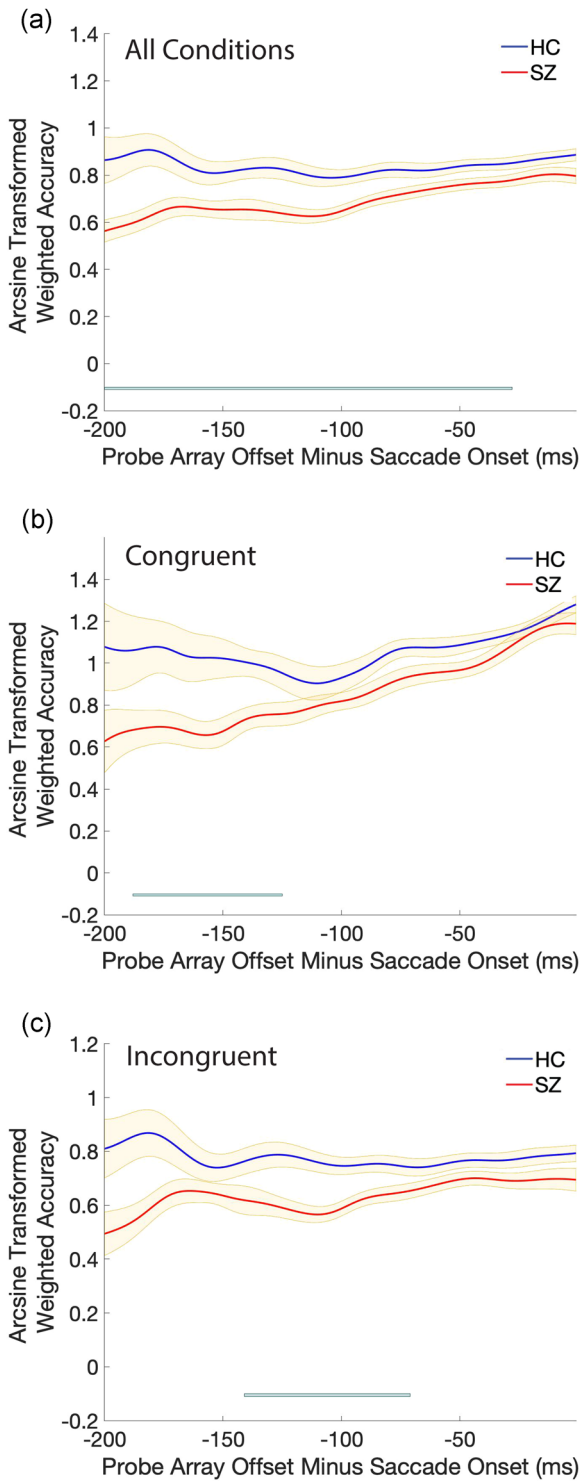 (a)
All Conditions
HC
SZ
1.4
1.2
1
0.8
0.6
0.4
0.2
0
-0.2
Arcsine Transformed
Weighted Accuracy
-200 -150 -100 -50
Probe Array Offset Minus Saccade Onset (ms)
(b)
Congruent
HC
SZ
1.4
1.2
1
0.8
0.6
0.4
0.2
0
-0.2
Arcsine Transformed
Weighted Accuracy
-200 -150 -100 -50
Probe Array Offset Minus Saccade Onset (ms)
(c)
Incongruent
HC
SZ
1.2
1
0.8
0.6
0.4
0.2
0
-0.2
Arcsine Transformed
Weighted Accuracy
-200 -150 -100 -50
Probe Array Offset Minus Saccade Onset (ms)